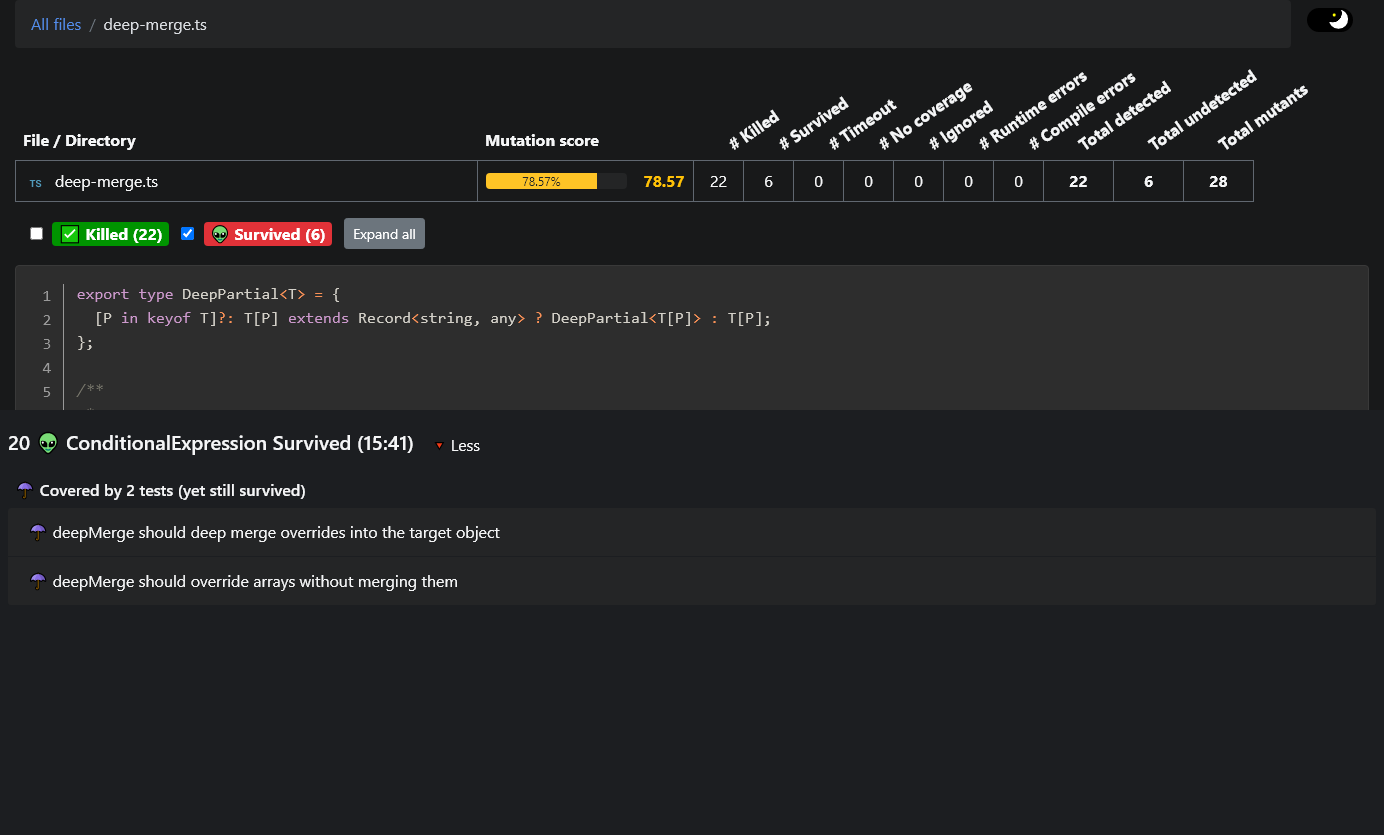 All files / deep-merge.ts
File / Directory Mutation score # Killed # Survived # Timeout # No coverage # Ignored # Runtime errors # Compile errors Total detected Total undetected Total mutants
TS deep-merge.ts 78.57% 78.57 22 6 0 0 0 0 0 22 6 28
✅ Killed (22) 👽 Survived (6) Expand all
1 export type DeepPartial<T> = {
2 [P in keyof T]?: T[P] extends Record<string, any> ? DeepPartial<T[P]> : T[P];
3 };
4
5 /**
20 👽 ConditionalExpression Survived (15:41) 🔻 Less
☂️ Covered by 2 tests (yet still survived)
☂️ deepMerge should deep merge overrides into the target object
☂️ deepMerge should override arrays without merging them